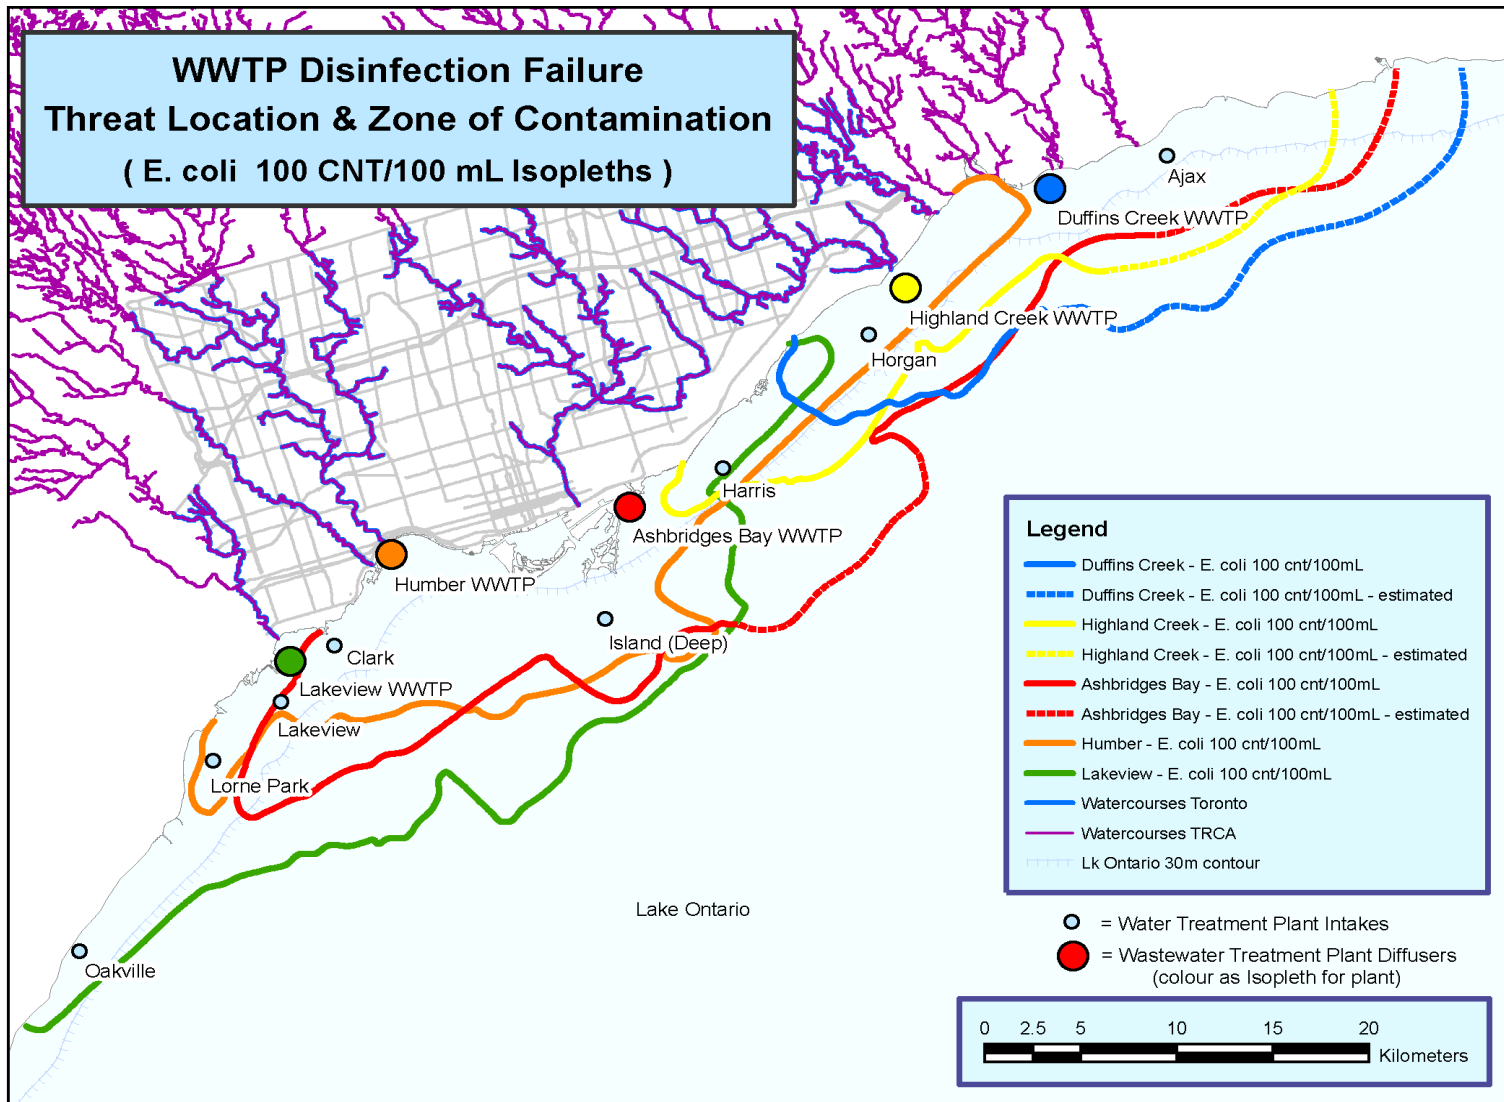 WWTP Disinfection Failure
Threat Location & Zone of Contamination
( E. coli 100 CNT/100 mL Isopleths )
Ajax
Duffins Creek WWTP
Highland Creek WWTP
Horgan
Harris
Ashbridges Bay WWTP
Humber WWTP
Island (Deep)
Clark
Lakeview WWTP
Lakeview
Lorne Park
Oakville
Lake Ontario
Legend
Duffins Creek - E. coli 100 cnt/100mL
Duffins Creek - E. coli 100 cnt/100mL - estimated
Highland Creek - E. coli 100 cnt/100mL
Highland Creek - E. coli 100 cnt/100mL - estimated
Ashbridges Bay - E. coli 100 cnt/100mL
Ashbridges Bay - E. coli 100 cnt/100mL - estimated
Humber - E. coli 100 cnt/100mL
Lakeview - E. coli 100 cnt/100mL
Watercourses Toronto
Watercourses TRCA
Lk Ontario 30m contour
= Water Treatment Plant Intakes
= Wastewater Treatment Plant Diffusers
(colour as Isopleth for plant)
0 2.5 5 10 15 20
Kilometers